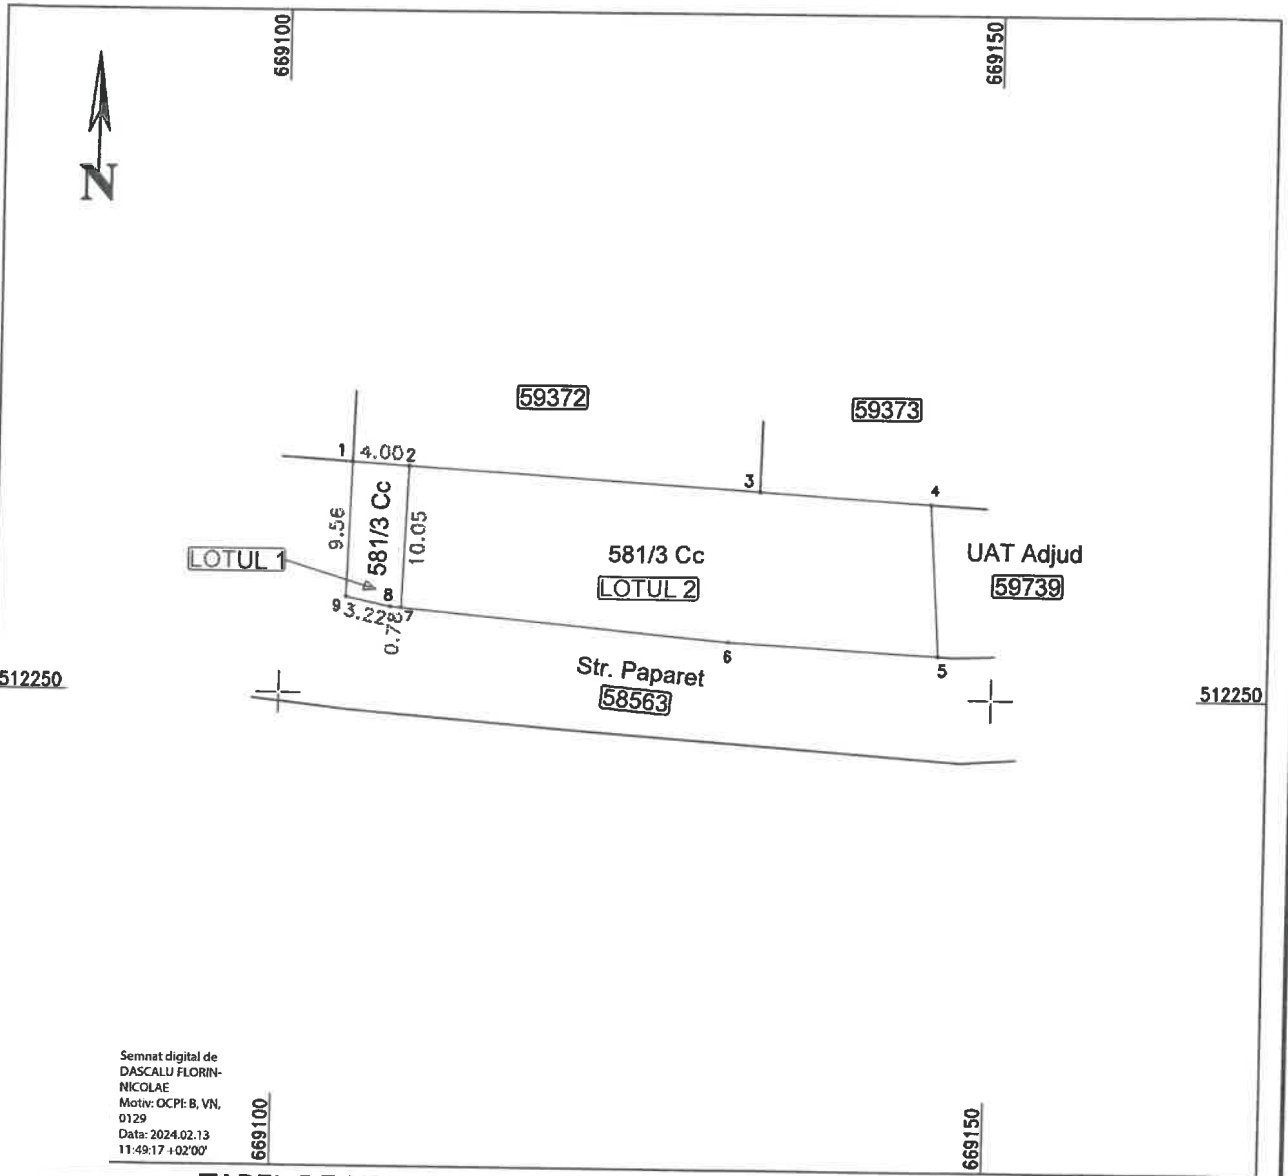 669100
669150
N
59372
59373
1
4.00
2
3
4
9.56
581/3 Cc
10.05
LOTUL 1
581/3 Cc
LOTUL 2
UAT Adjud
59739
9
3.22
8
0.78
7
6
5
Str. Paparet
58563
512250
512250
Semnat digital de
DASCALU FLORIN-
NICOLAE
Motiv: OCPI: B, VN,
0129
Data: 2024.02.13
11:49:17 +02'00'
669100
669150